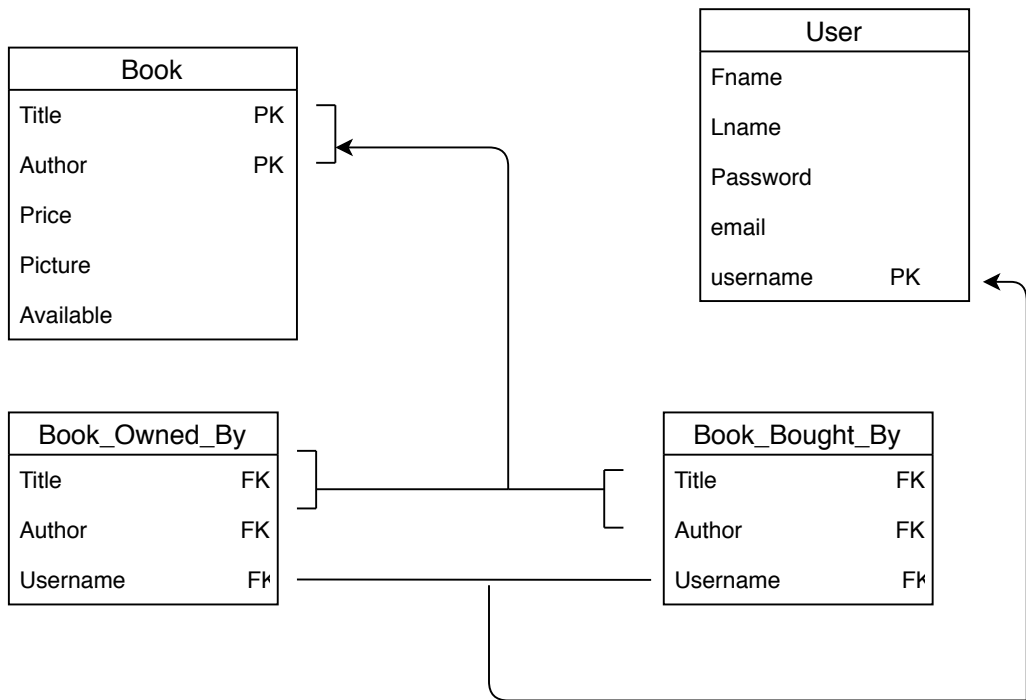 Book
Title PK
Author PK
Price
Picture
Available
User
Fname
Lname
Password
email
username PK
Book_Owned_By
Title FK
Author FK
Username FK
Book_Bought_By
Title FK
Author FK
Username FK